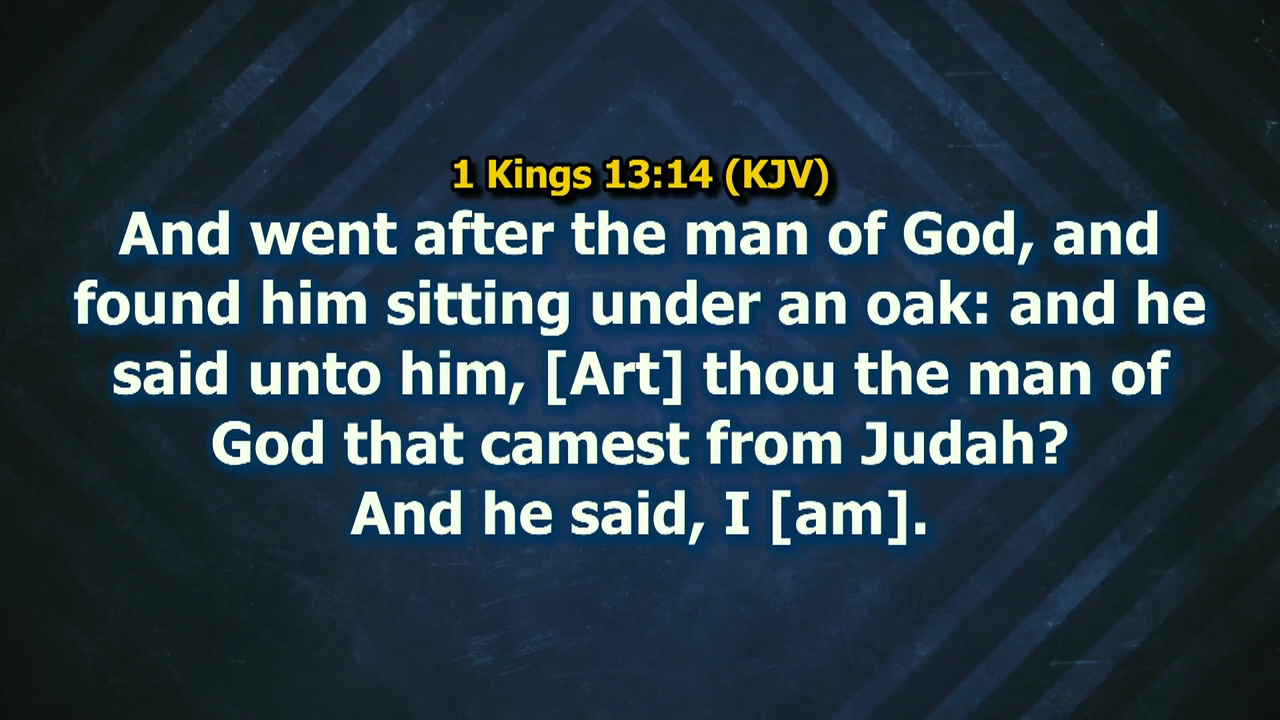 1 Kings 13:14 (KJV)
And went after the man of God, and
found him sitting under an oak: and he
said unto him, [Art] thou the man of
God that camest from Judah?
And he said, I [am].